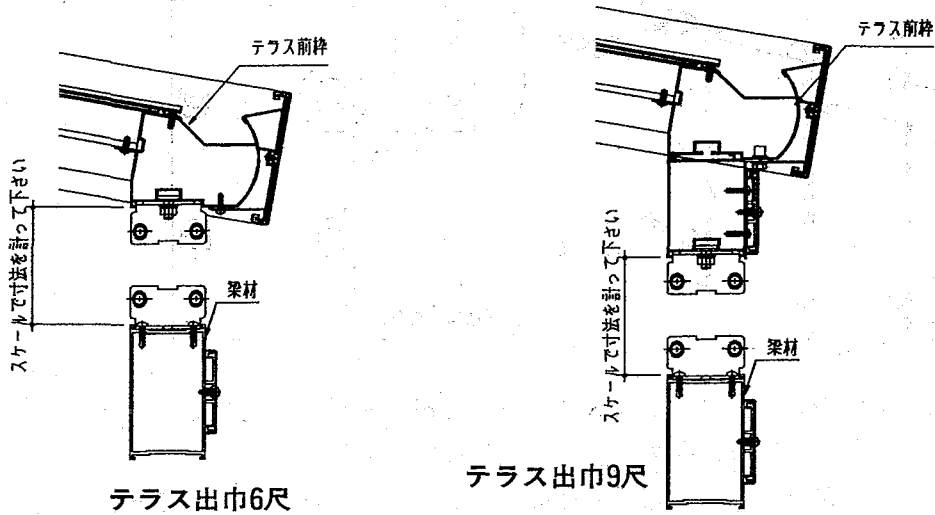 テラス前枠
スケールで寸法を計って下さい
梁材
テラス出巾6尺
テラス前枠
スケールで寸法を計って下さい
梁材
テラス出巾9尺